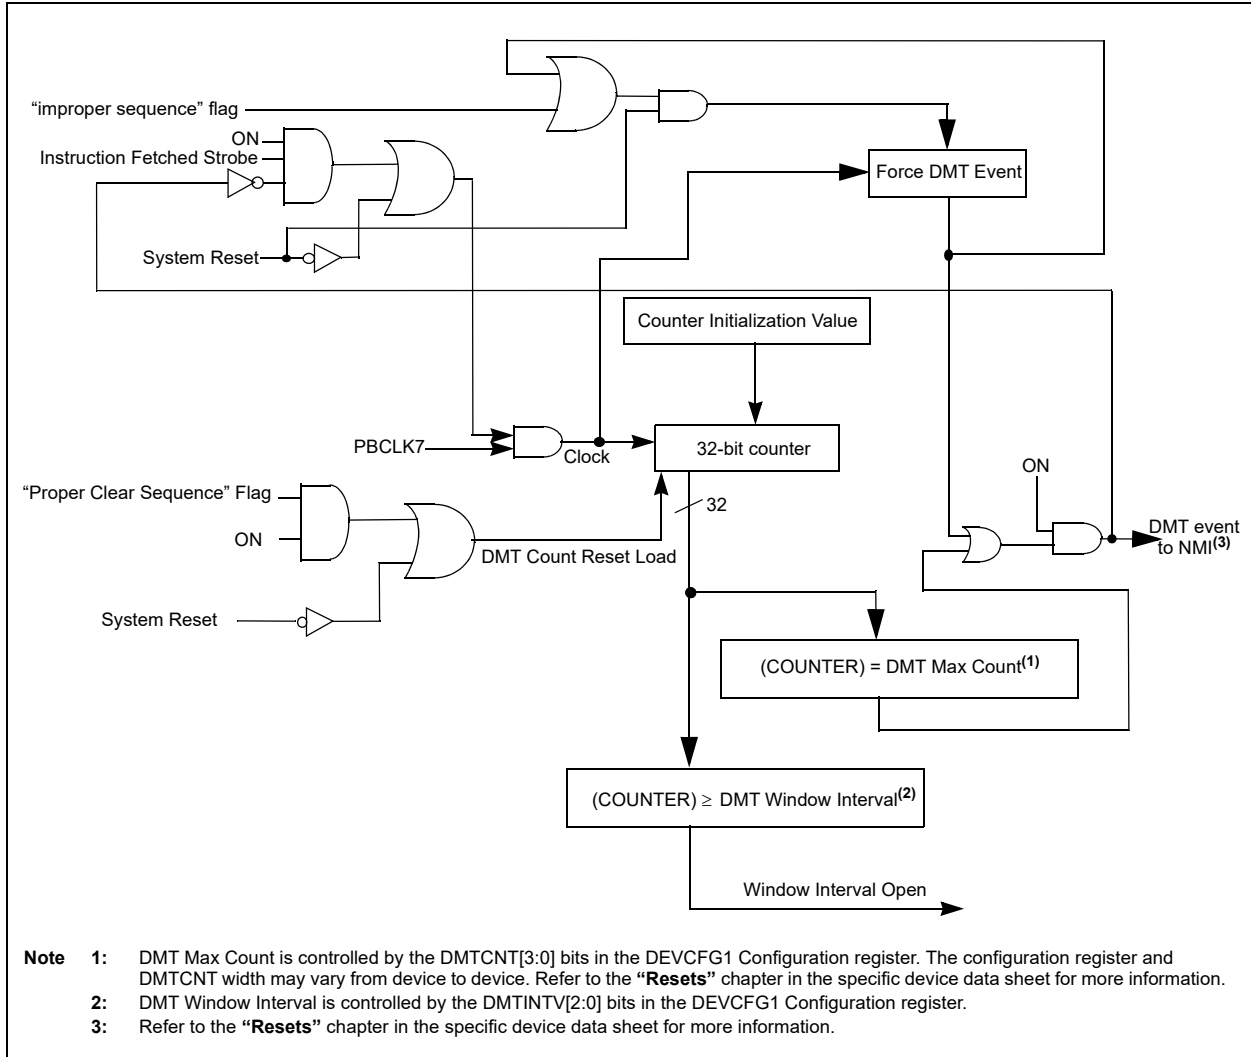 “improper sequence” flag
ON
Instruction Fetched Strobe
Force DMT Event
System Reset
Counter Initialization Value
PBCLK7
Clock
32-bit counter
“Proper Clear Sequence” Flag
ON
32
ON
DMT Count Reset Load
DMT event
to NMI(3)
System Reset
(COUNTER) = DMT Max Count(1)
(COUNTER) ≥ DMT Window Interval(2)
Window Interval Open
Note 1: DMT Max Count is controlled by the DMTCNT[3:0] bits in the DEVCFG1 Configuration register. The configuration register and
DMTCNT width may vary from device to device. Refer to the “Resets” chapter in the specific device data sheet for more information.
2: DMT Window Interval is controlled by the DMTINTV[2:0] bits in the DEVCFG1 Configuration register.
3: Refer to the “Resets” chapter in the specific device data sheet for more information.